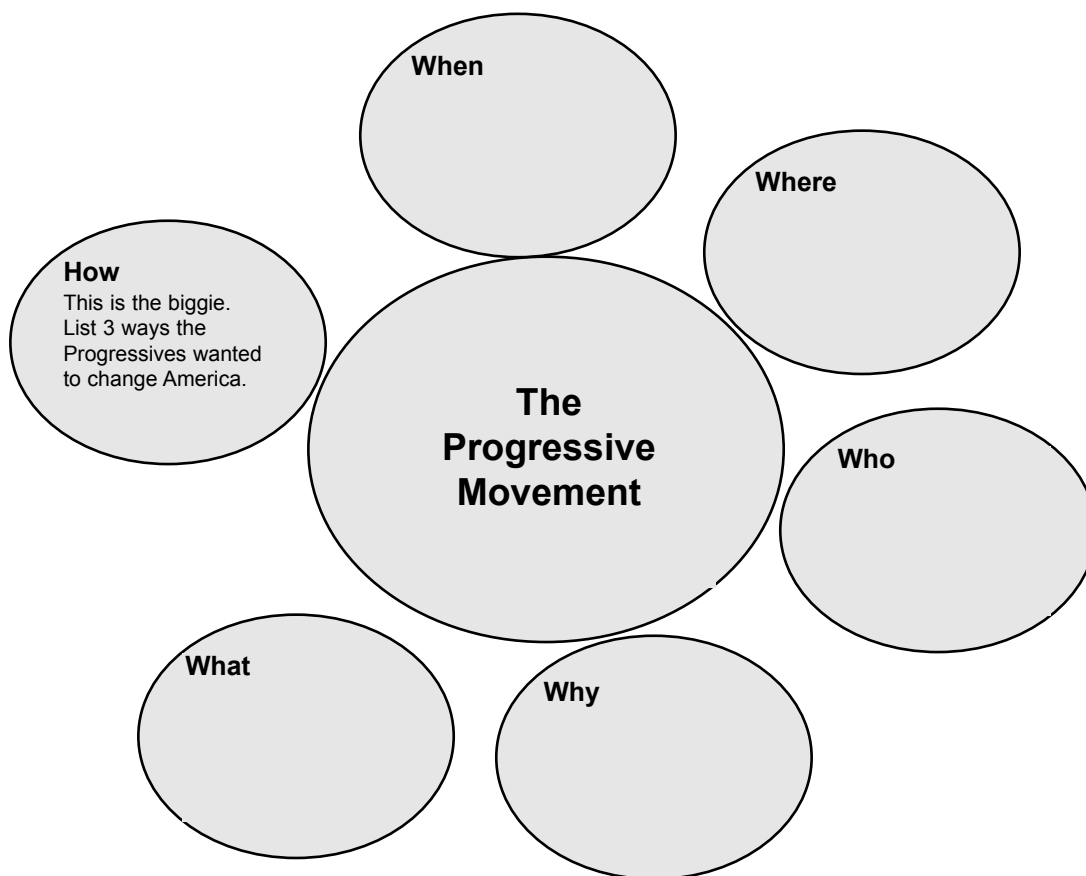 When
Where
How
This is the biggie.
List 3 ways the
Progressives wanted
to change America.
The
Progressive
Movement
Who
What
Why